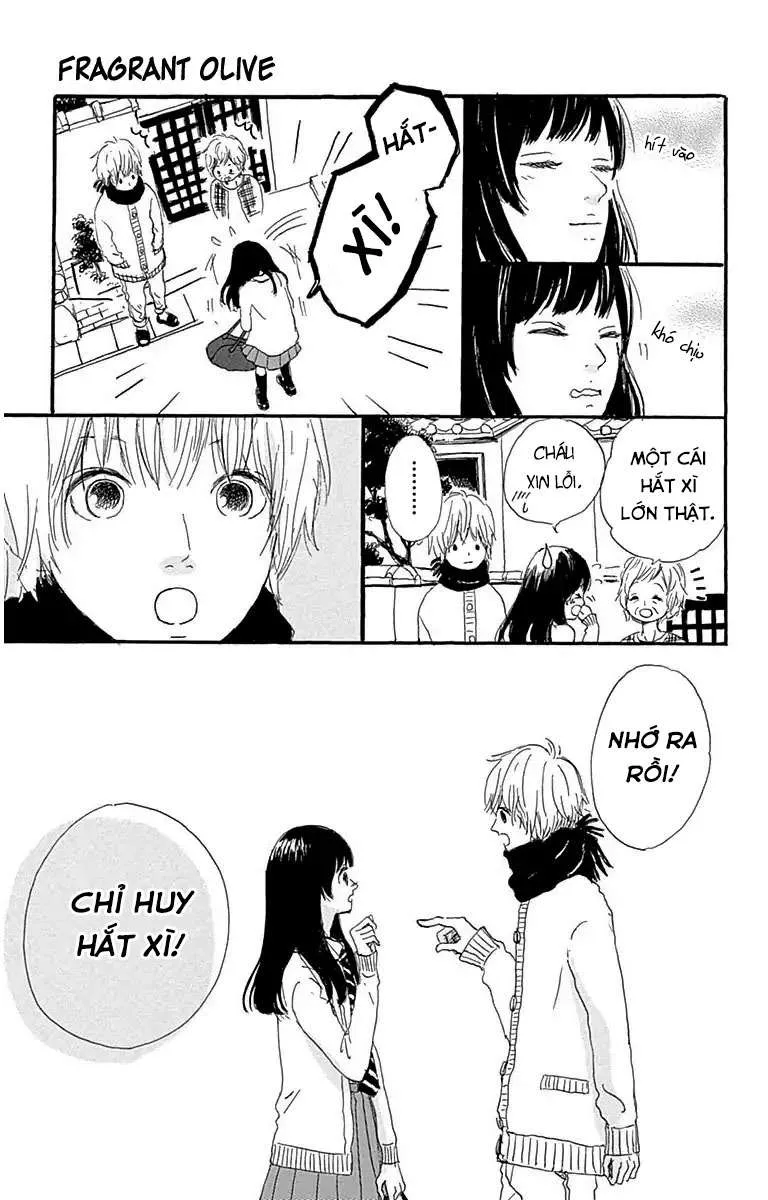 FRAGRANT OLIVE
hít vào
khó chịu
HẮT-
XÌ!
MỘT CÁI
HẮT XÌ
LỚN THẬT.
CHÁU
XIN LỖI.
........
NHỚ RA
RỒI!
CHỈ HUY
HẮT XÌ!